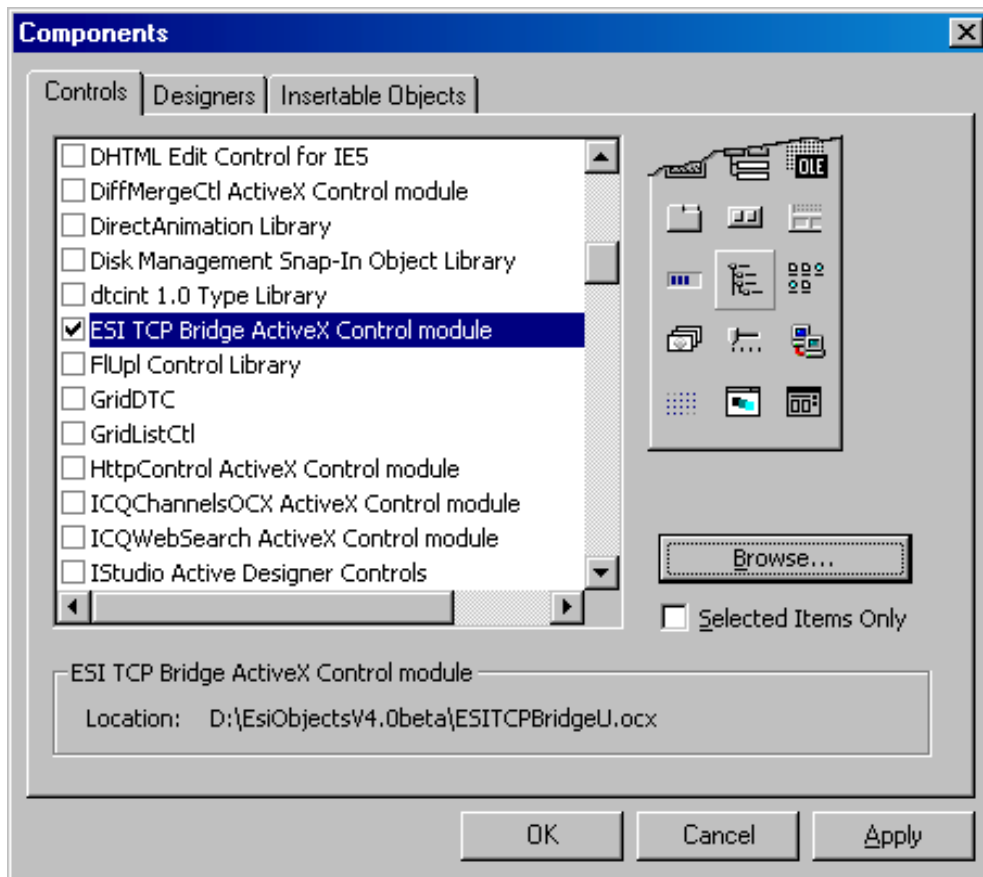 Components
Controls
Designers
Insertable Objects
DHTML Edit Control for IE5
DiffMergeCtl ActiveX Control module
DirectAnimation Library
Disk Management Snap-In Object Library
dtcint 1.0 Type Library
ESI TCP Bridge ActiveX Control module
FlUpl Control Library
GridDTC
GridListCtl
HttpControl ActiveX Control module
ICQChannelsOCX ActiveX Control module
ICQWebSearch ActiveX Control module
IStudio Active Designer Controls
OLE
Browse...
Selected Items Only
ESI TCP Bridge ActiveX Control module
Location: D:\EsiObjectsV4.0beta\ESITCPBridgeU.ocx
OK
Cancel
Apply